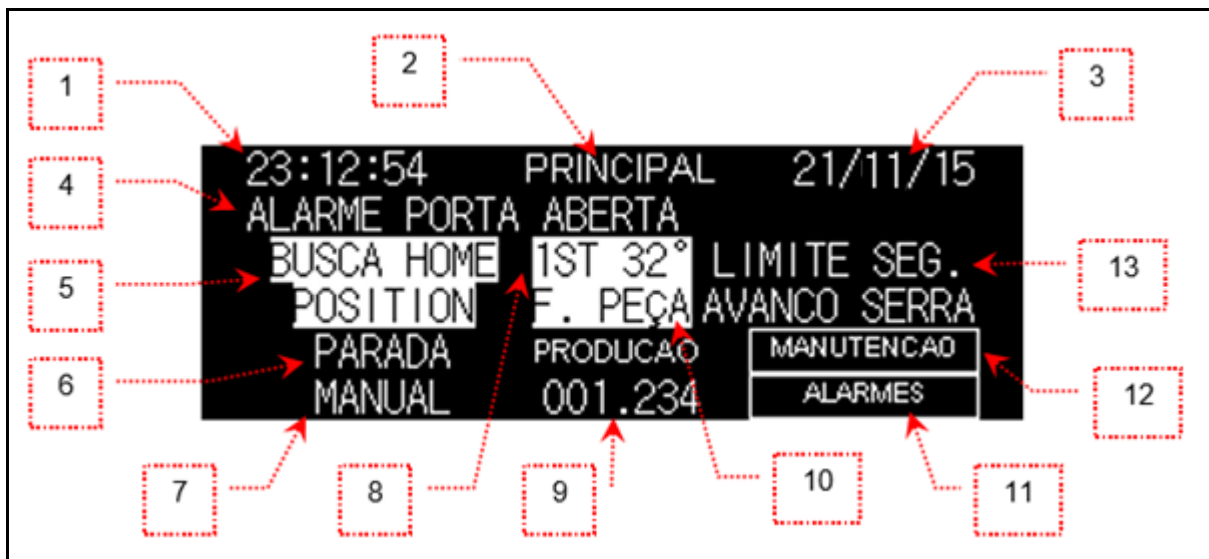 2
1
3
23:12:54 PRINCIPAL 21/11/15
4
ALARME PORTA ABERTA
BUSCA HOME 1ST 32° LIMITE SEG.
13
5
POSITION F. PEÇA AVANCO SERRA
PARADA PRODUCAO MANUTENCAO
6
12
MANUAL 001.234 ALARMES
7
8
9
10
11